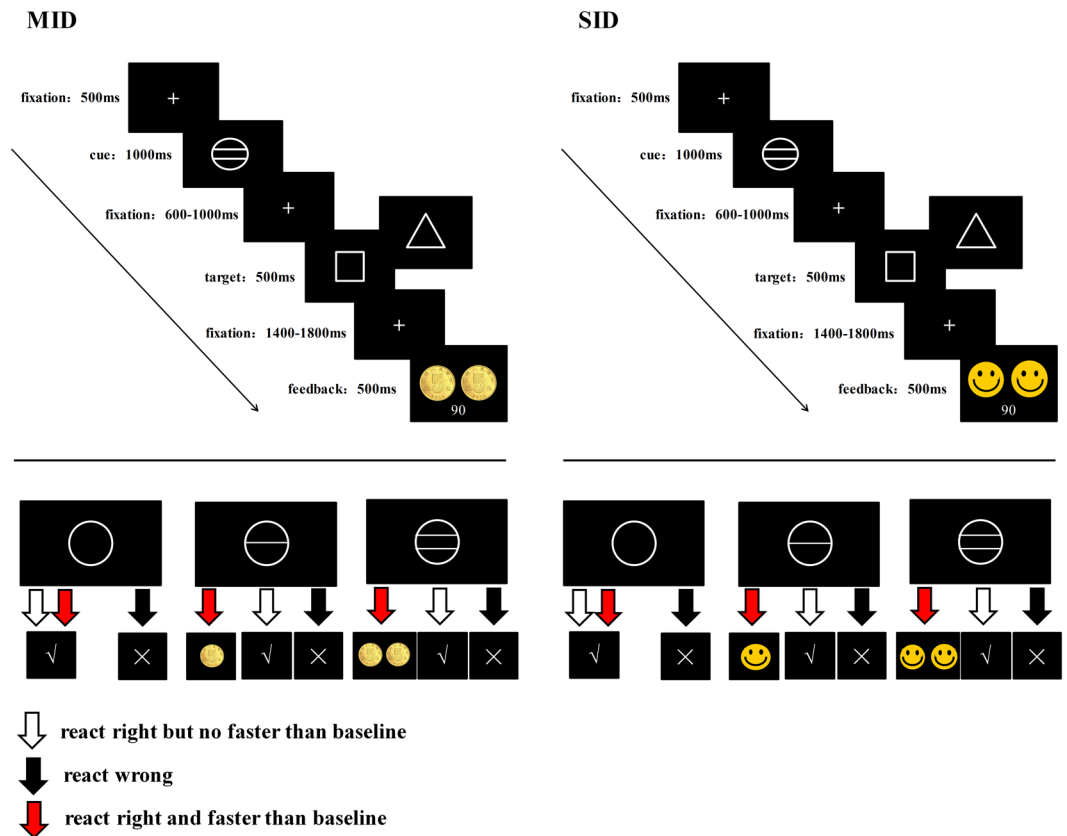 MID
fixation：500ms
cue：1000ms
fixation：600-1000ms
target：500ms
fixation：1400-1800ms
feedback：500ms
5 5
90
SID
fixation：500ms
cue：1000ms
fixation：600-1000ms
target：500ms
fixation：1400-1800ms
feedback：500ms
90
√ × √ × √ ×
√ × √ × √ ×
react right but no faster than baseline
react wrong
react right and faster than baseline